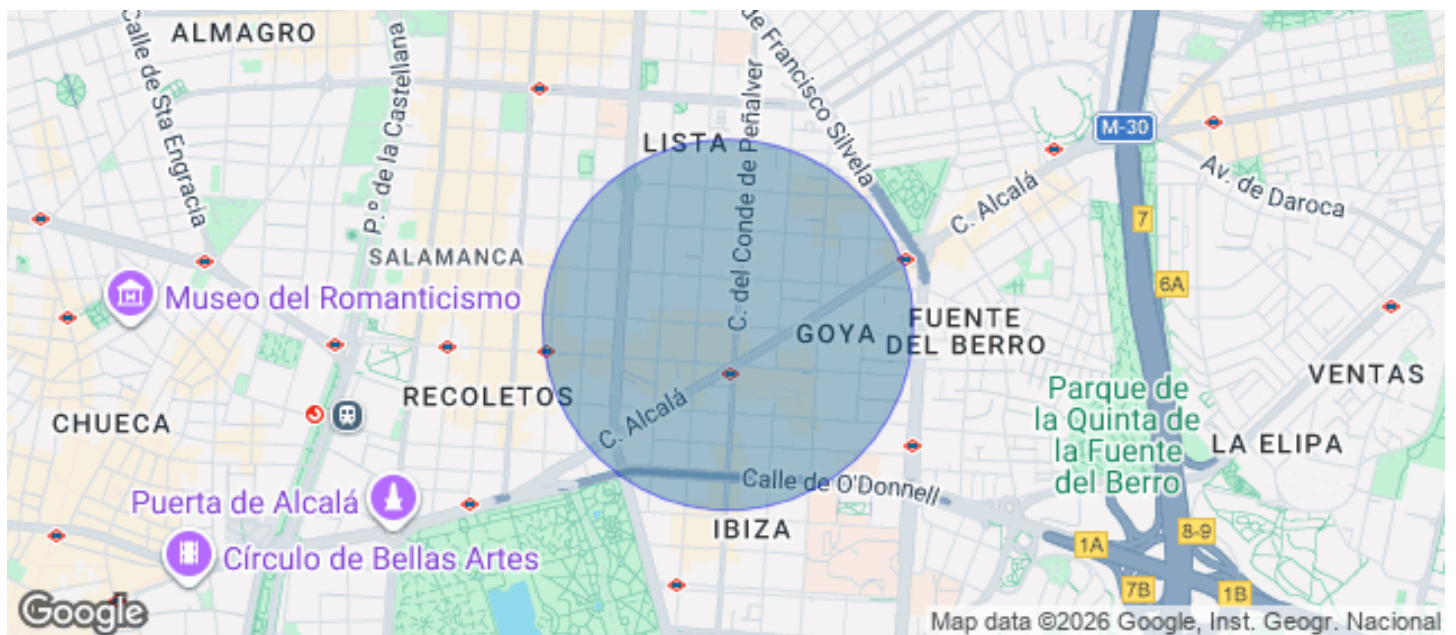 ALMAGRO
Calle de Sta Engracia
P.º de la Castellana
de Francisco Silvela
LISTA
C. del Conde de Peñalver
M-30
Av. de Daroca
C. Alcalá
7
6A
SALAMANCA
Museo del Romanticismo
GOYA
FUENTE
DEL BERRO
VENTAS
RECOLETOS
CHUECA
C. Alcalá
Parque de
la Quinta de
la Fuente
del Berro
LA ELIPA
Puerta de Alcalá
Calle de O'Donnell
IBIZA
Círculo de Bellas Artes
1A
8-9
7B
1B
Google
Map data ©2026 Google, Inst. Geogr. Nacional